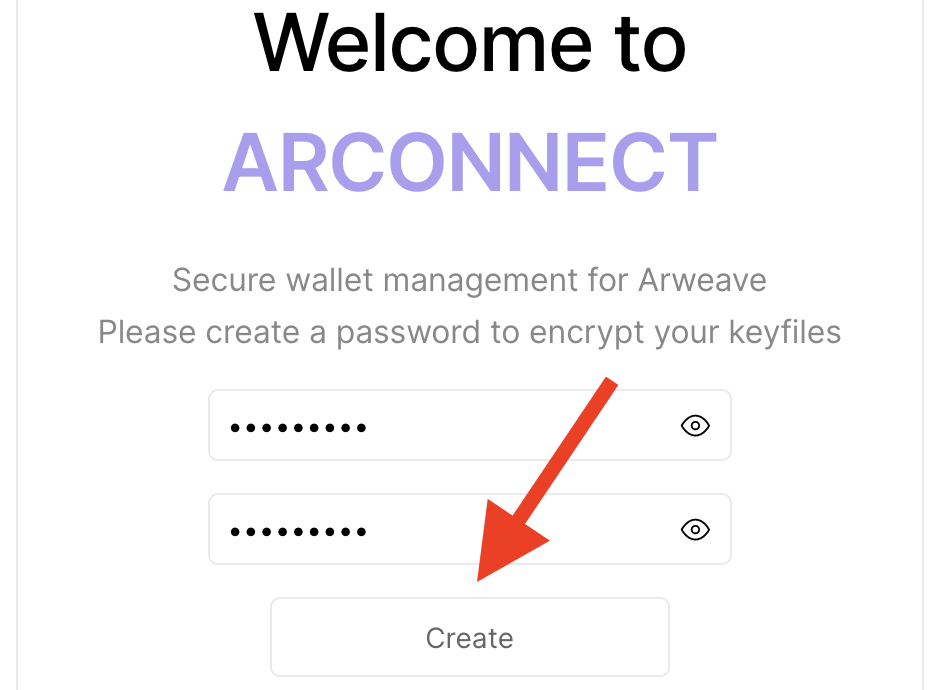 Welcome to
ARCONNECT
Secure wallet management for Arweave
Please create a password to encrypt your keyfiles
•••••••••
•••••••••
Create